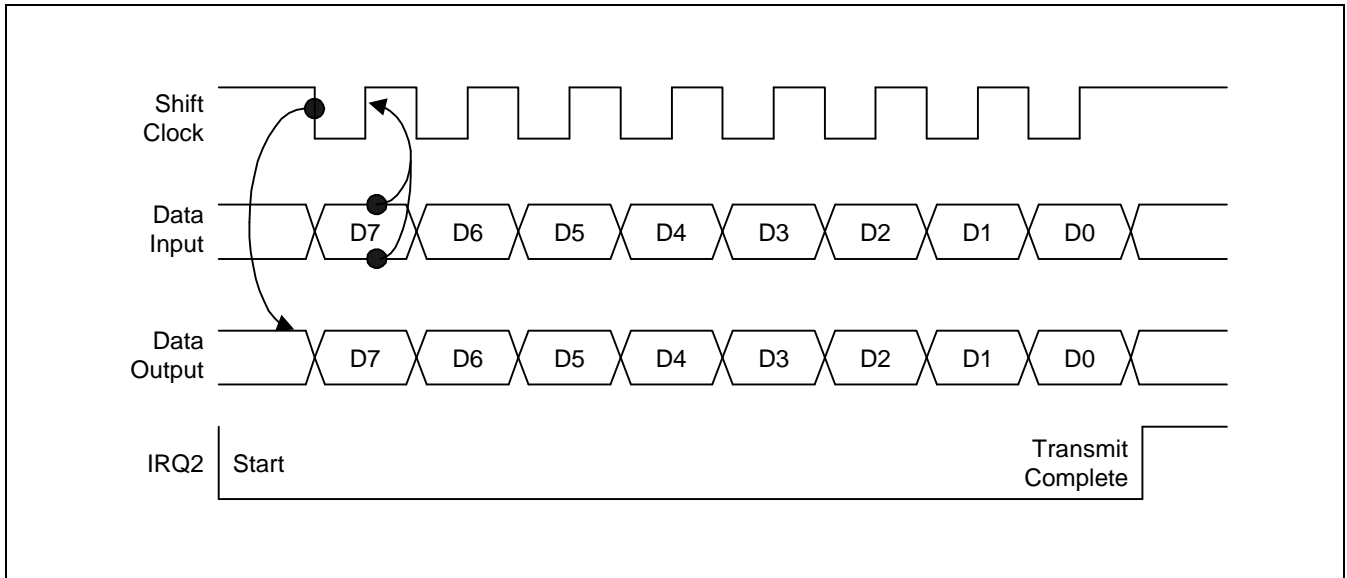 Shift
Clock
Data
Input
D7 D6 D5 D4 D3 D2 D1 D0
Data
Output
D7 D6 D5 D4 D3 D2 D1 D0
IRQ2 Start
Transmit
Complete